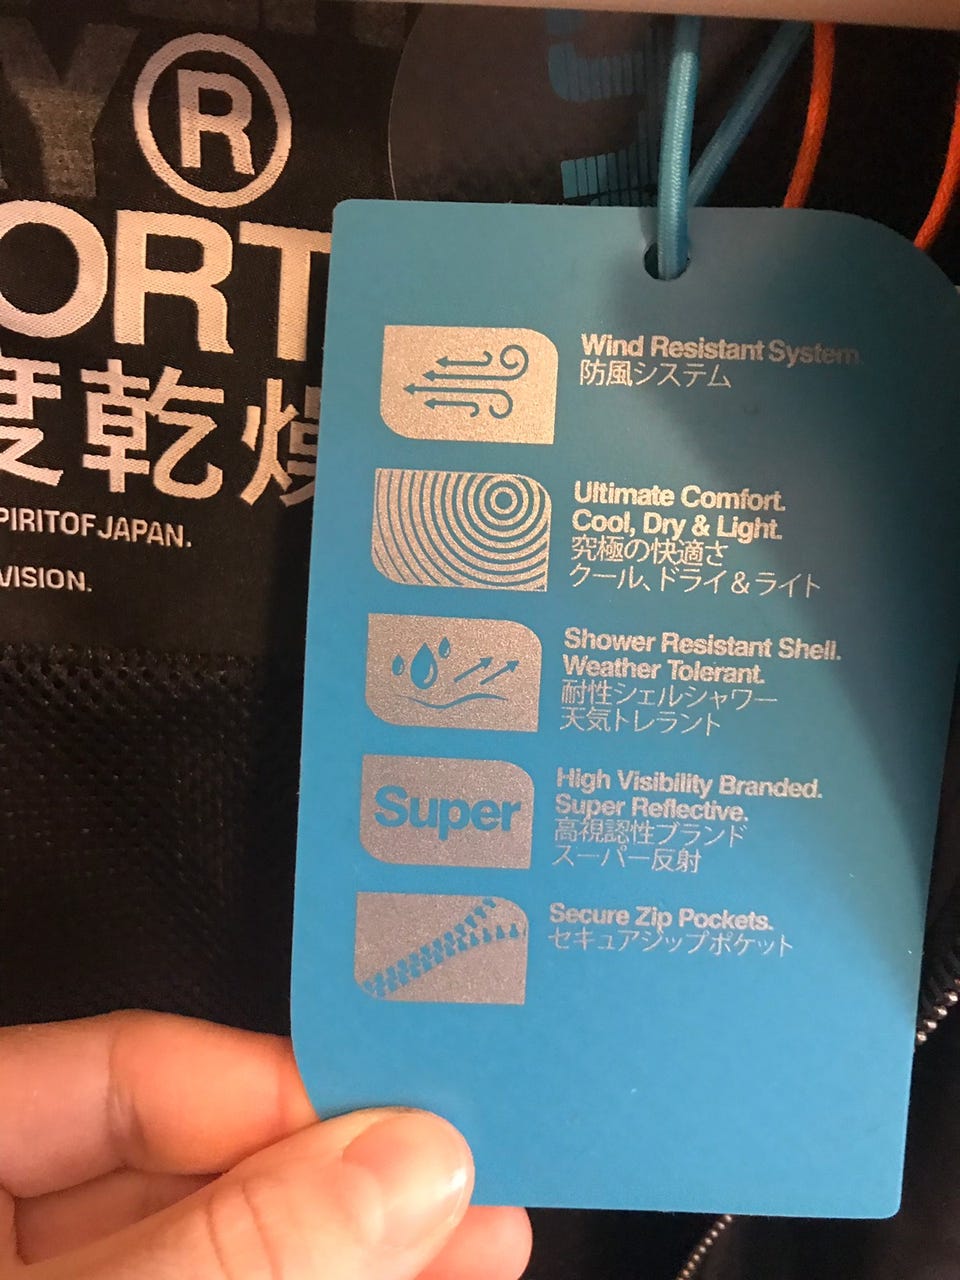 Y
®
ORT
度乾燥
PIRIT OF JAPAN.
VISION.
Wind Resistant System.
防風システム
Ultimate Comfort.
Cool, Dry & Light.
究極の快適さ
クール、ドライ&ライト
Shower Resistant Shell.
Weather Tolerant.
耐性シェルシャワー
天気トレラント
Super
High Visibility Branded.
Super Reflective.
高視認性ブランド
スーパー反射
Secure Zip Pockets.
セキュアジップポケット